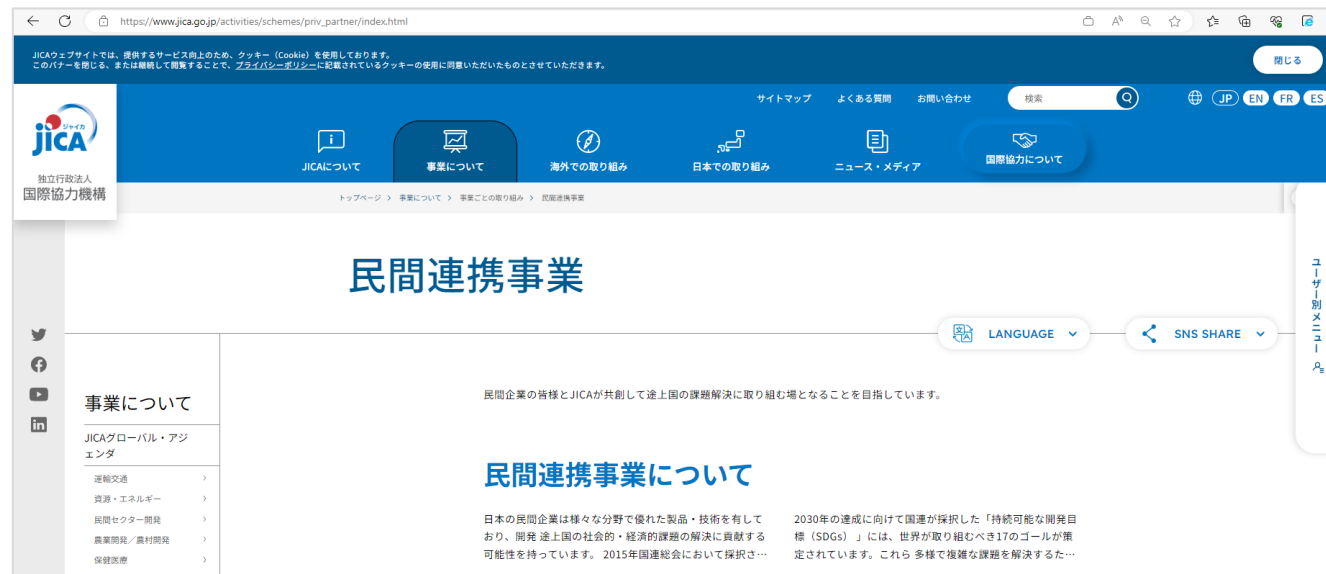 https://www.jica.go.jp/activities/schemes/priv_partner/index.html
JICAウェブサイトでは、提供するサービス向上のため、クッキー（Cookie）を使用しております。
このバナーを閉じる、または継続して閲覧することで、プライバシーポリシーに記載されているクッキーの使用に同意いただいたものとさせていただきます。
閉じる
サイトマップ よくある質問 お問い合わせ 検索 JP EN FR ES
ジャイカ
JICA
独立行政法人
国際協力機構
JICAについて 事業について 海外での取り組み 日本での取り組み ニュース・メディア 国際協力について
トップページ > 事業について > 事業ごとの取り組み > 民間連携事業
民間連携事業
ユーザー別メニュー
LANGUAGE SNS SHARE
事業について
JICAグローバル・アジ
ェンダ
運輸交通
資源・エネルギー
民間セクター開発
農業開発／農村開発
保健医療
民間企業の皆様とJICAが共創して途上国の課題解決に取り組む場となることを目指しています。
民間連携事業について
日本の民間企業は様々な分野で優れた製品・技術を有して
おり、開発 途上国の社会的・経済的課題の解決に貢献する
可能性を持っています。 2015年国連総会において採択さ…
2030年の達成に向けて国連が採択した「持続可能な開発目
標（SDGs） 」には、世界が取り組むべき17のゴールが策
定されています。これら 多様で複雑な課題を解決するた…